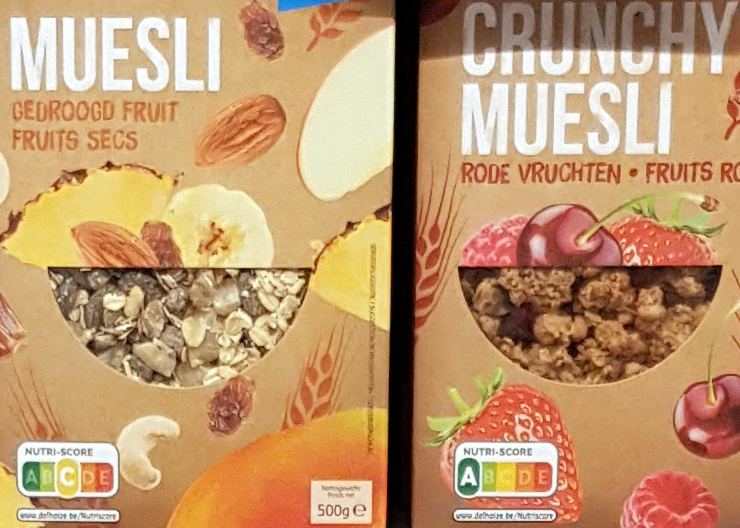 MUESLI
GEDROOGD FRUIT
FRUITS SECS
NUTRI-SCORE
A B C D E
www.delhaize.be/Nutriscore
Nettogewicht
Poids net
500g e
CRUNCHY
MUESLI
RODE VRUCHTEN • FRUITS RO
NUTRI-SCORE
A B C D E
www.delhaize.be/Nutriscore